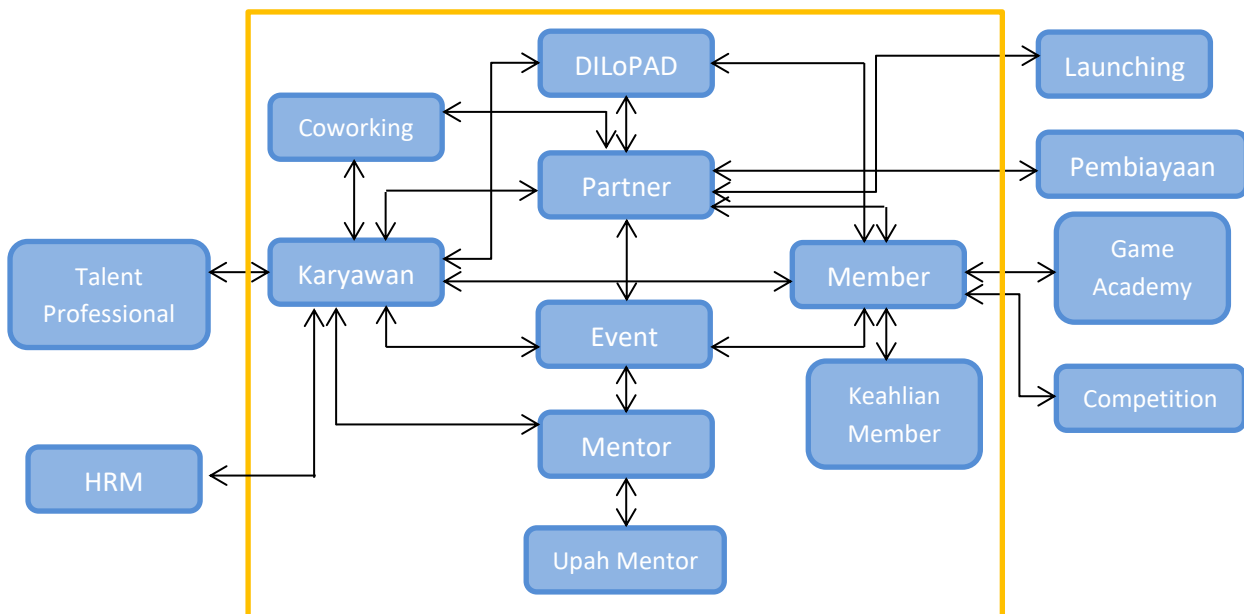 DILoPAD
Launching
Coworking
Partner
Pembiayaan
Talent
Professional
Karyawan
Member
Game
Academy
Event
Keahlian
Member
Competition
Mentor
HRM
Upah Mentor